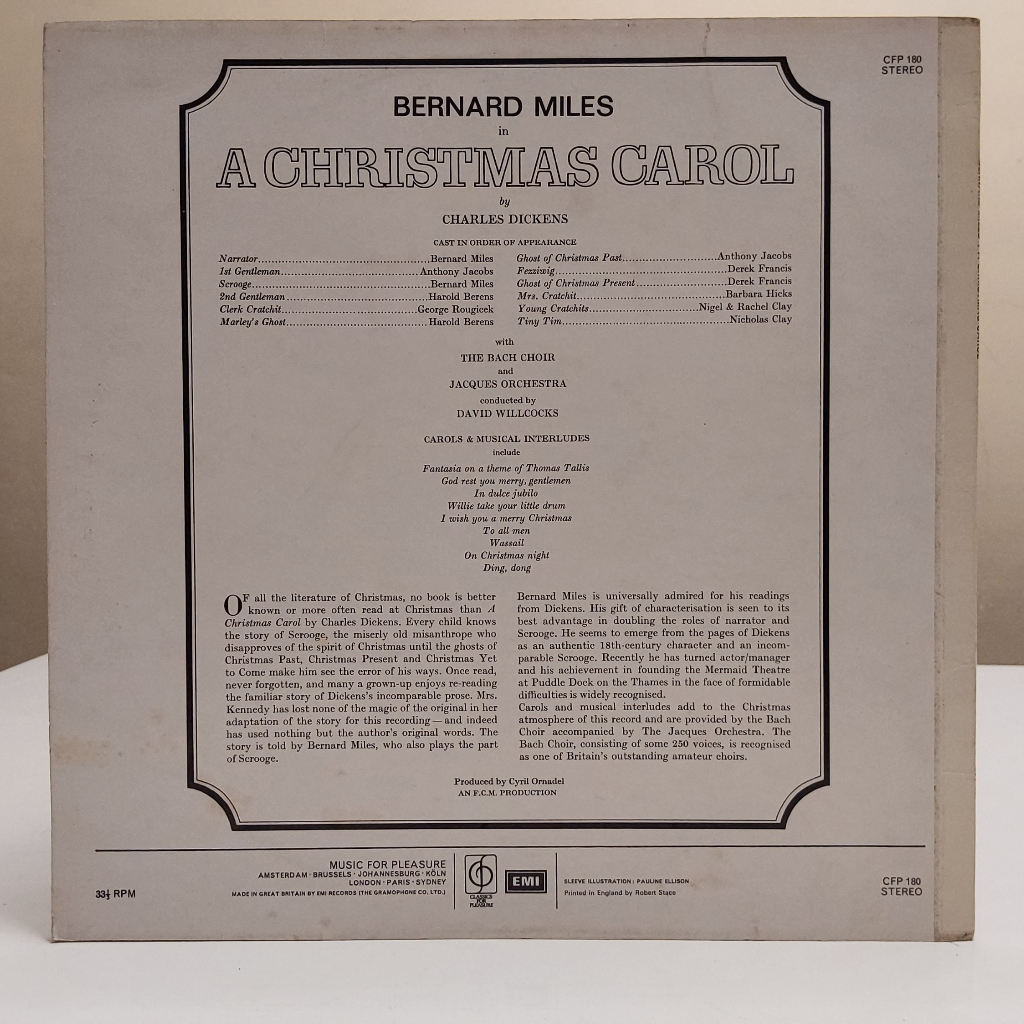 CFP 180
STEREO
BERNARD MILES
in
A CHRISTMAS CAROL
by
CHARLES DICKENS
CAST IN ORDER OF APPEARANCE
Narrator..........Bernard Miles
1st Gentleman..........Anthony Jacobs
Scrooge..........Bernard Miles
2nd Gentleman..........Harold Berens
Clerk Cratchit..........George Rougicek
Marley's Ghost..........Harold Berens
Ghost of Christmas Past..........Anthony Jacobs
Fezziwig..........Derek Francis
Ghost of Christmas Present..........Derek Francis
Mrs. Cratchit..........Barbara Hicks
Young Cratchits..........Nigel & Rachel Clay
Tiny Tim..........Nicholas Clay
with
THE BACH CHOIR
and
JACQUES ORCHESTRA
conducted by
DAVID WILLCOCKS
CAROLS & MUSICAL INTERLUDES
include
Fantasia on a theme of Thomas Tallis
God rest you merry, gentlemen
In dulce jubilo
Willie take your little drum
I wish you a merry Christmas
To all men
Wassail
On Christmas night
Ding, dong
OF all the literature of Christmas, no book is better
known or more often read at Christmas than A
Christmas Carol by Charles Dickens. Every child knows
the story of Scrooge, the miserly old misanthrope who
disapproves of the spirit of Christmas until the ghosts of
Christmas Past, Christmas Present and Christmas Yet
to Come make him see the error of his ways. Once read,
never forgotten, and many a grown-up enjoys re-reading
the familiar story of Dickens's incomparable prose. Mrs.
Kennedy has lost none of the magic of the original in her
adaptation of the story for this recording—and indeed
has used nothing but the author's original words. The
story is told by Bernard Miles, who also plays the part
of Scrooge.
Bernard Miles is universally admired for his readings
from Dickens. His gift of characterisation is seen to its
best advantage in doubling the roles of narrator and
Scrooge. He seems to emerge from the pages of Dickens
as an authentic 18th-century character and an incom-
parable Scrooge. Recently he has turned actor/manager
and his achievement in founding the Mermaid Theatre
at Puddle Dock on the Thames in the face of formidable
difficulties is widely recognised.
Carols and musical interludes add to the Christmas
atmosphere of this record and are provided by the Bach
Choir accompanied by The Jacques Orchestra. The
Bach Choir, consisting of some 250 voices, is recognised
as one of Britain's outstanding amateur choirs.
Produced by Cyril Ornadel
AN F.C.M. PRODUCTION
33⅓ RPM
MUSIC FOR PLEASURE
AMSTERDAM · BRUSSELS · JOHANNESBURG · KÖLN
LONDON · PARIS · SYDNEY
MADE IN GREAT BRITAIN BY EMI RECORDS (THE GRAMOPHONE CO. LTD.)
CLASSICS
FOR
PLEASURE
EMI
SLEEVE ILLUSTRATION : PAULINE ELLISON
Printed in England by Robert Stace
CFP 180
STEREO